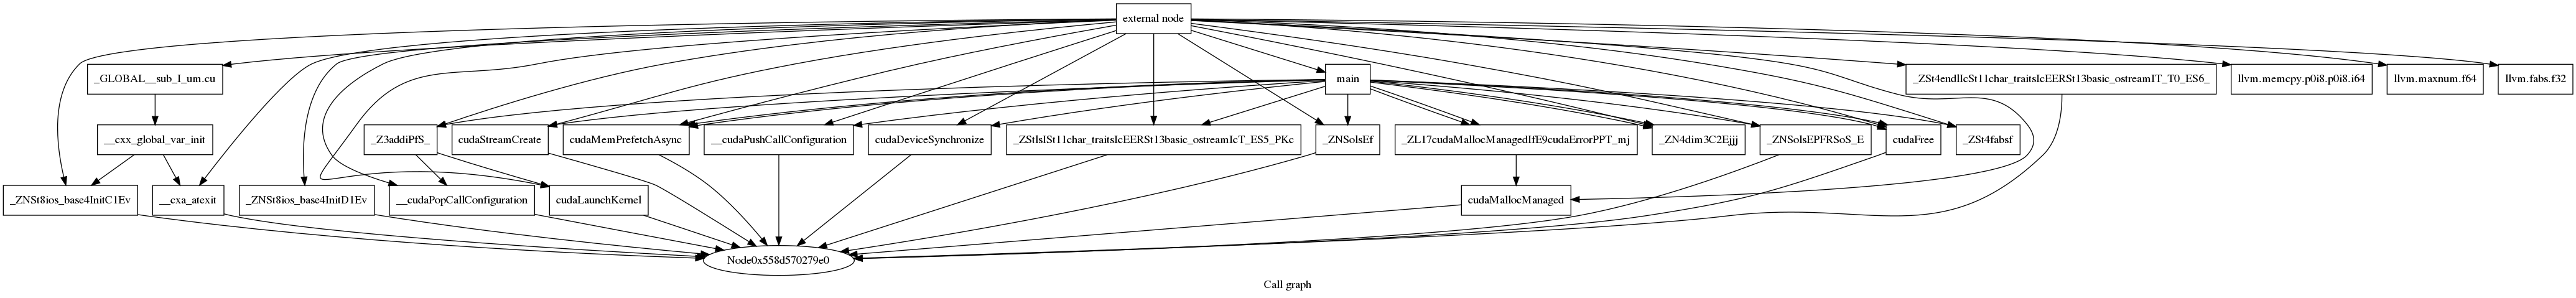 external node
_GLOBAL__sub_I_um.cu
main
_ZSt4endlIcSt11char_traitsIcEERSt13basic_ostreamIT_T0_ES6_
llvm.memcpy.p0i8.p0i8.i64
llvm.maxnum.f64
llvm.fabs.f32
__cxx_global_var_init
_Z3addiPfS_
cudaStreamCreate
cudaMemPrefetchAsync
__cudaPushCallConfiguration
cudaDeviceSynchronize
_ZStlsISt11char_traitsIcEERSt13basic_ostreamIcT_ES5_PKc
_ZNSolsEf
_ZL17cudaMallocManagedIfE9cudaErrorPPT_mj
_ZN4dim3C2Ejjj
_ZNSolsEPFRSoS_E
cudaFree
_ZSt4fabsf
_ZNSt8ios_base4InitC1Ev
__cxa_atexit
_ZNSt8ios_base4InitD1Ev
__cudaPopCallConfiguration
cudaLaunchKernel
cudaMallocManaged
Node0x558d570279e0
Call graph